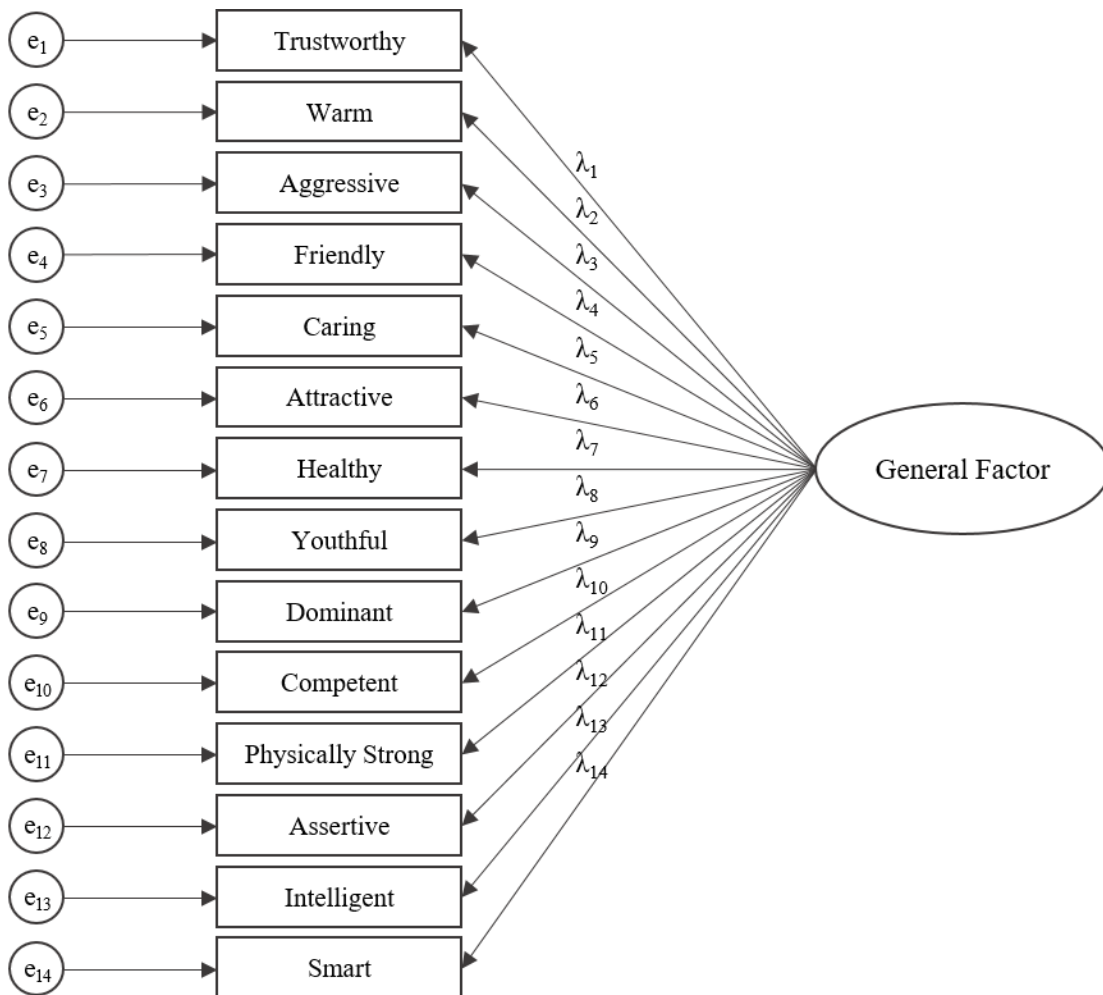 e₁ Trustworthy
e₂ Warm
e₃ Aggressive
e₄ Friendly
e₅ Caring
e₆ Attractive
e₇ Healthy
e₈ Youthful
e₉ Dominant
e₁₀ Competent
e₁₁ Physically Strong
e₁₂ Assertive
e₁₃ Intelligent
e₁₄ Smart
λ₁
λ₂
λ₃
λ₄
λ₅
λ₆
λ₇
λ₈
λ₉
λ₁₀
λ₁₁
λ₁₂
λ₁₃
λ₁₄
General Factor